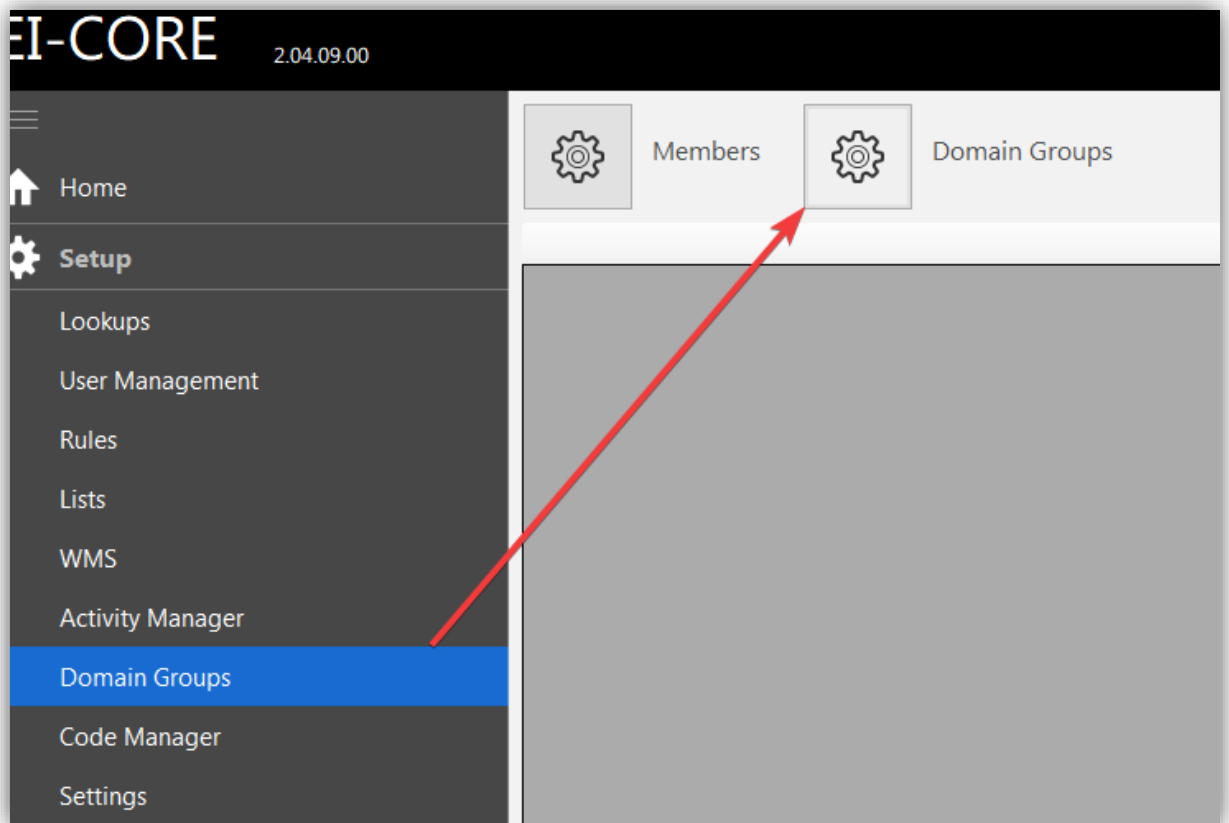 EI-CORE 2.04.09.00
Members Domain Groups
Home
Setup
Lookups
User Management
Rules
Lists
WMS
Activity Manager
Domain Groups
Code Manager
Settings